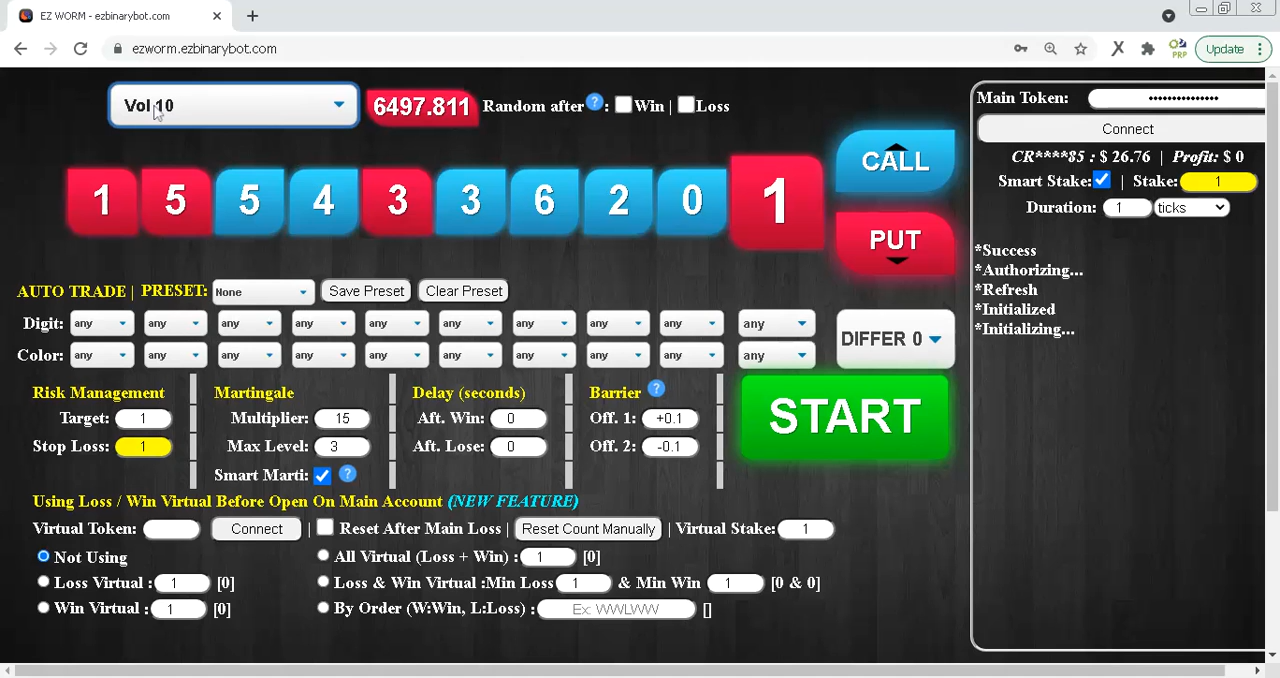 EZ WORM - ezbinarybot.com
ezworm.ezbinarybot.com
PRP
Update
Vol 10
6497.811
Random after ? : Win | Loss
1 5 5 4 3 3 6 2 0 1
CALL
PUT
AUTO TRADE | PRESET: None Save Preset Clear Preset
Digit: any any any any any any any any any any
Color: any any any any any any any any any any
DIFFER 0
Risk Management
Target: 1
Stop Loss: 1
Martingale
Multiplier: 15
Max Level: 3
Smart Marti: ?
Delay (seconds)
Aft. Win: 0
Aft. Lose: 0
Barrier ?
Off. 1: +0.1
Off. 2: -0.1
START
Using Loss / Win Virtual Before Open On Main Account (NEW FEATURE)
Virtual Token: Connect | Reset After Main Loss | Reset Count Manually | Virtual Stake: 1
Not Using
All Virtual (Loss + Win) : 1 [0]
Loss Virtual : 1 [0]
Loss & Win Virtual :Min Loss 1 & Min Win 1 [0 & 0]
Win Virtual : 1 [0]
By Order (W:Win, L:Loss) : Ex: WWLWW []
Main Token: •••••••••••••••
Connect
CR****85 : $ 26.76 | Profit: $ 0
Smart Stake: | Stake: 1
Duration: 1 ticks
*Success
*Authorizing...
*Refresh
*Initialized
*Initializing...